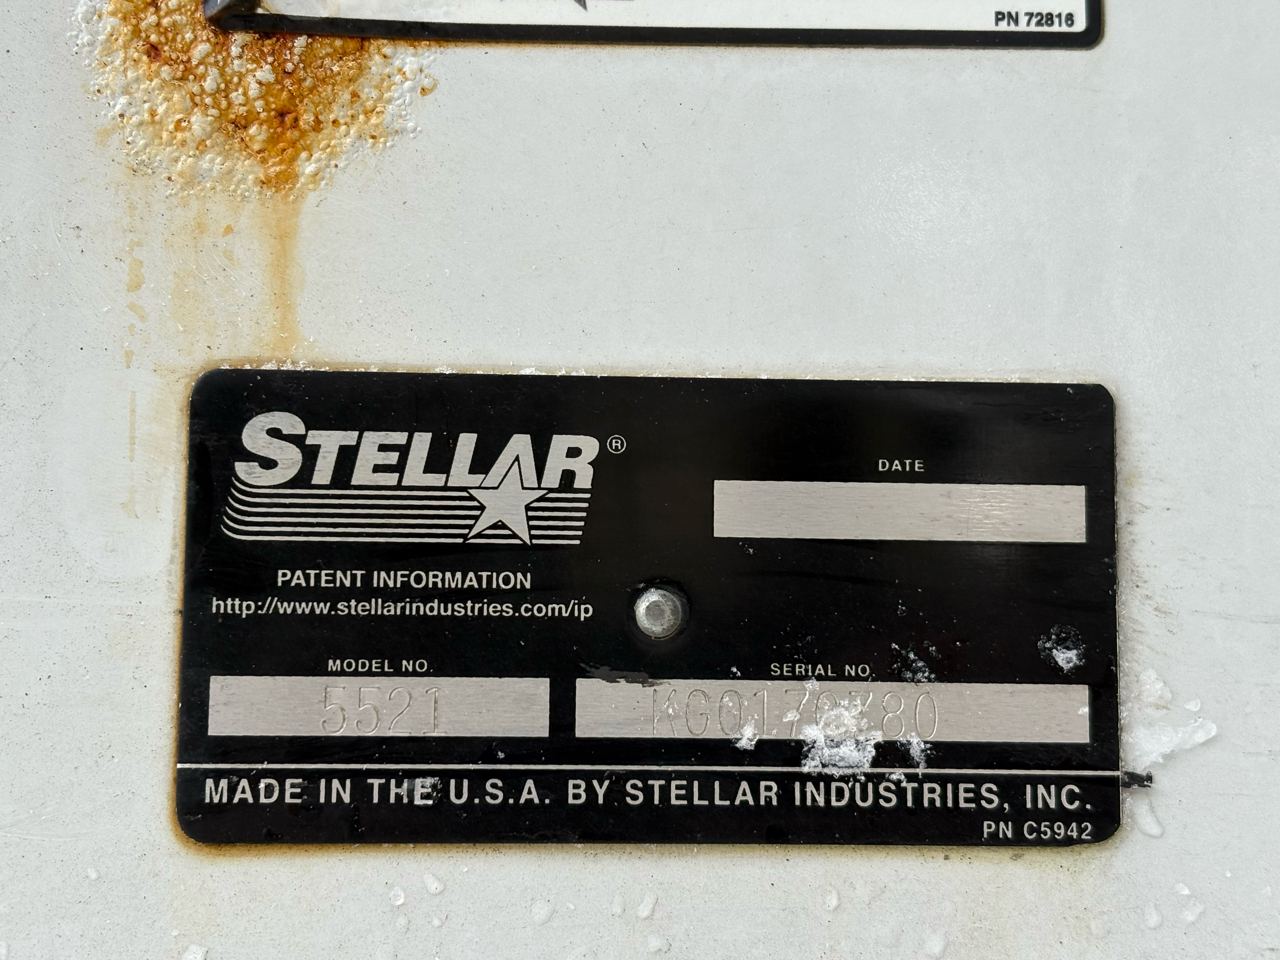 PN 72816
STELLAR®
DATE
PATENT INFORMATION
http://www.stellarindustries.com/ip
MODEL NO.
SERIAL NO.
5521
MADE IN THE U.S.A. BY STELLAR INDUSTRIES, INC.
PN C5942